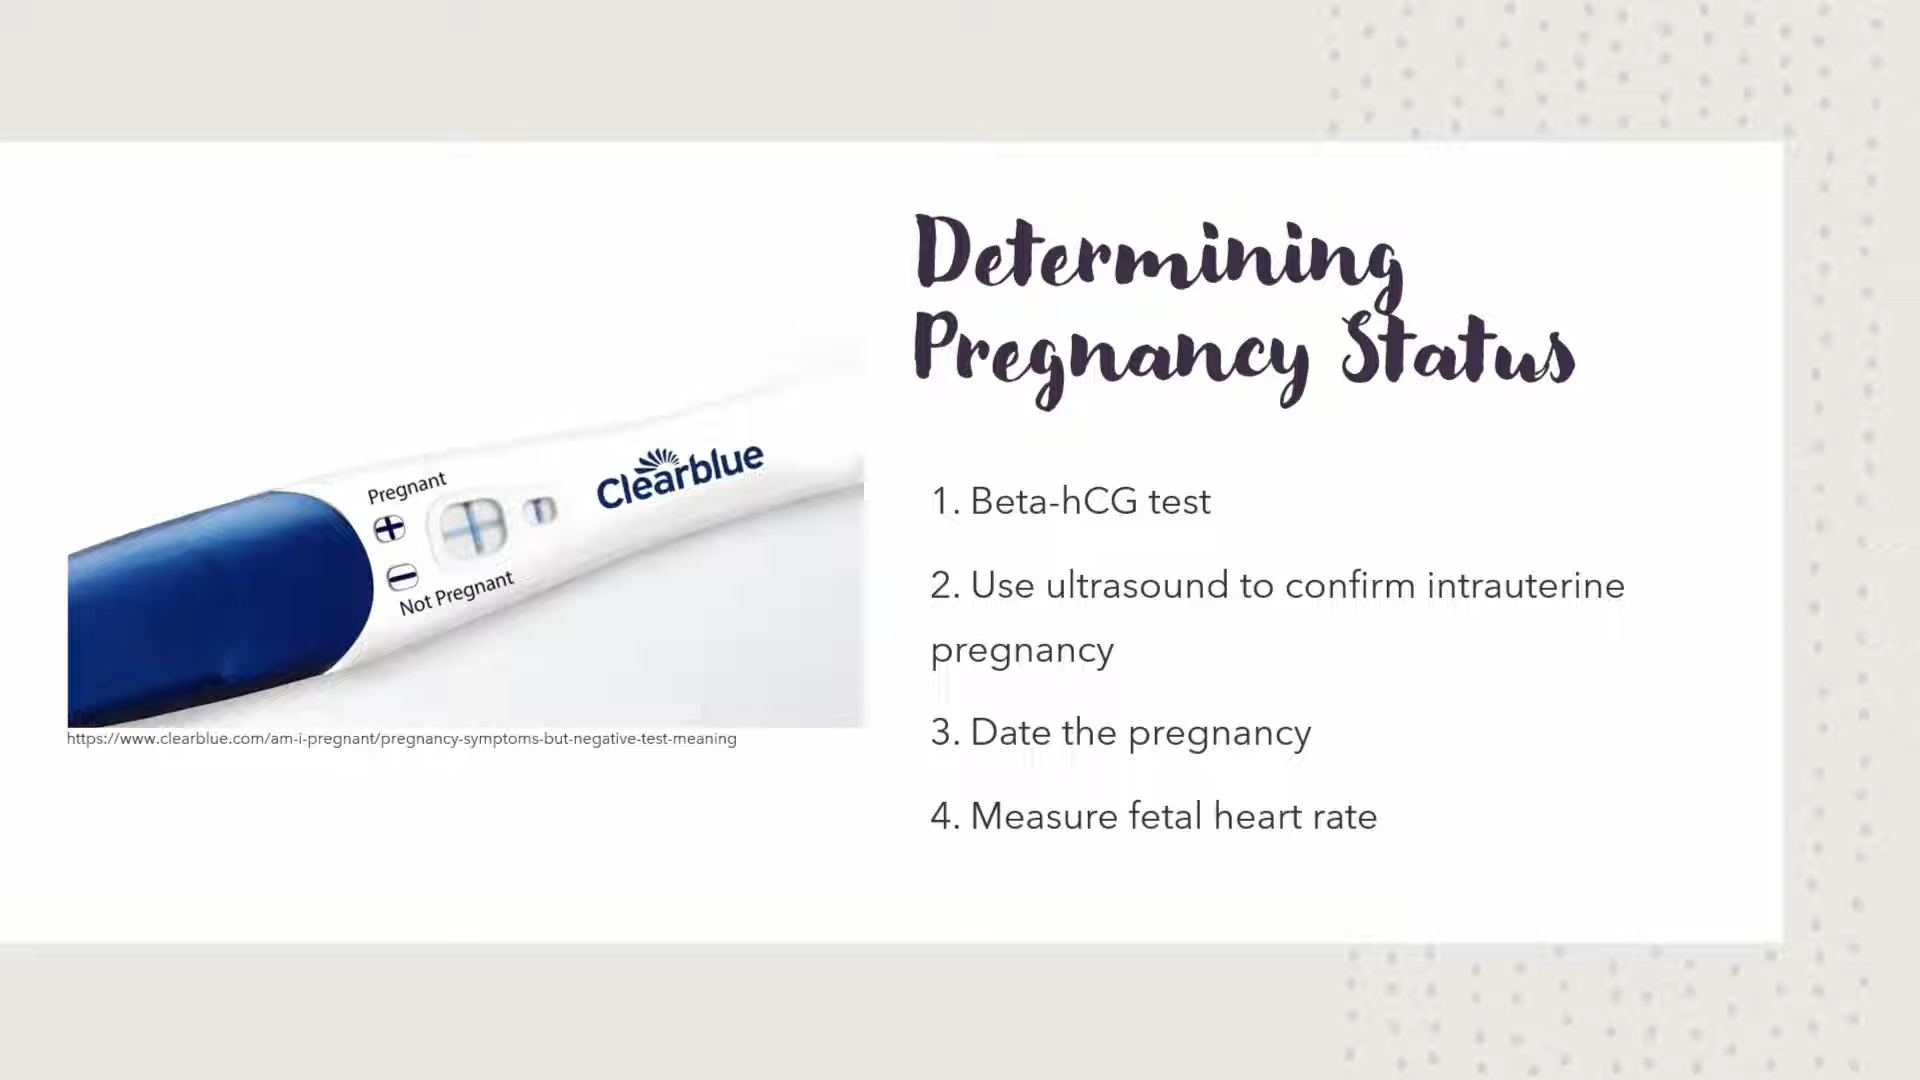 Determining
Pregnancy Status
Pregnant
Not Pregnant
Clearblue
https://www.clearblue.com/am-i-pregnant/pregnancy-symptoms-but-negative-test-meaning
1. Beta-hCG test
2. Use ultrasound to confirm intrauterine
pregnancy
3. Date the pregnancy
4. Measure fetal heart rate